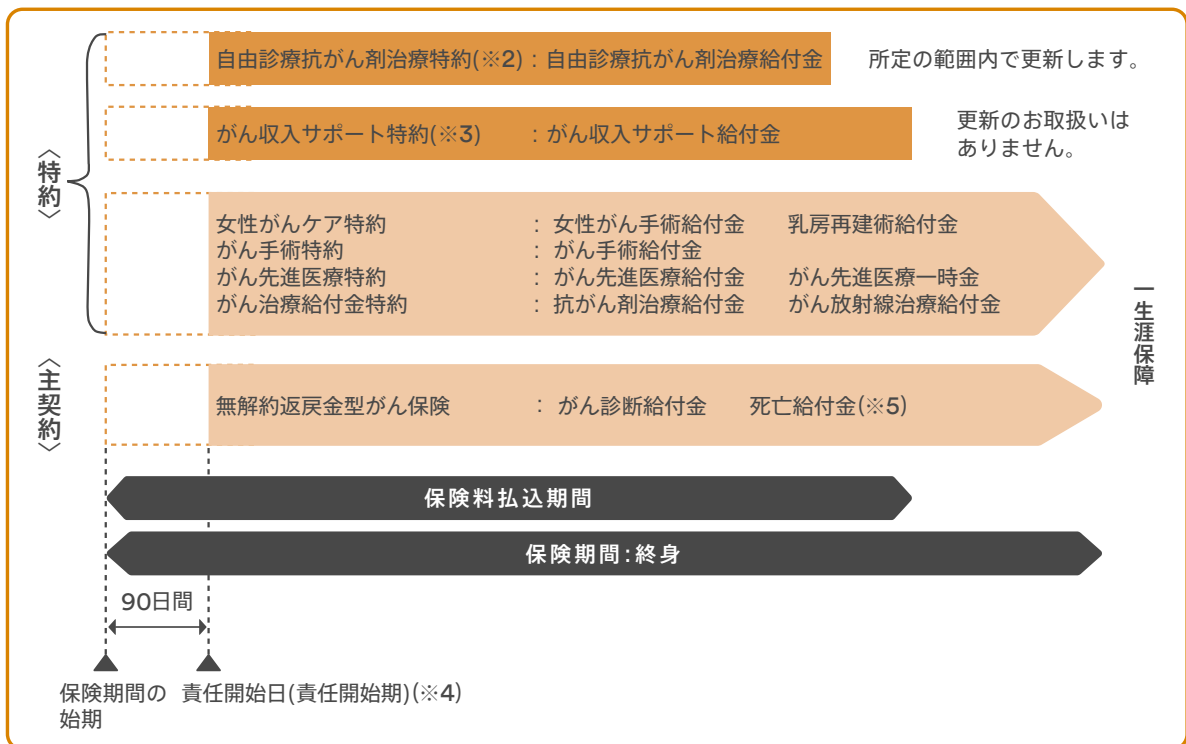 〈特約〉
自由診療抗がん剤治療特約(※2)：自由診療抗がん剤治療給付金
所定の範囲内で更新します。
がん収入サポート特約(※3)：がん収入サポート給付金
更新のお取扱いは
ありません。
女性がんケア特約：女性がん手術給付金 乳房再建術給付金
がん手術特約：がん手術給付金
がん先進医療特約：がん先進医療給付金 がん先進医療一時金
がん治療給付金特約：抗がん剤治療給付金 がん放射線治療給付金
一生涯保障
〈主契約〉
無解約返戻金型がん保険：がん診断給付金 死亡給付金(※5)
保険料払込期間
保険期間:終身
90日間
保険期間の
始期
責任開始日(責任開始期)(※4)